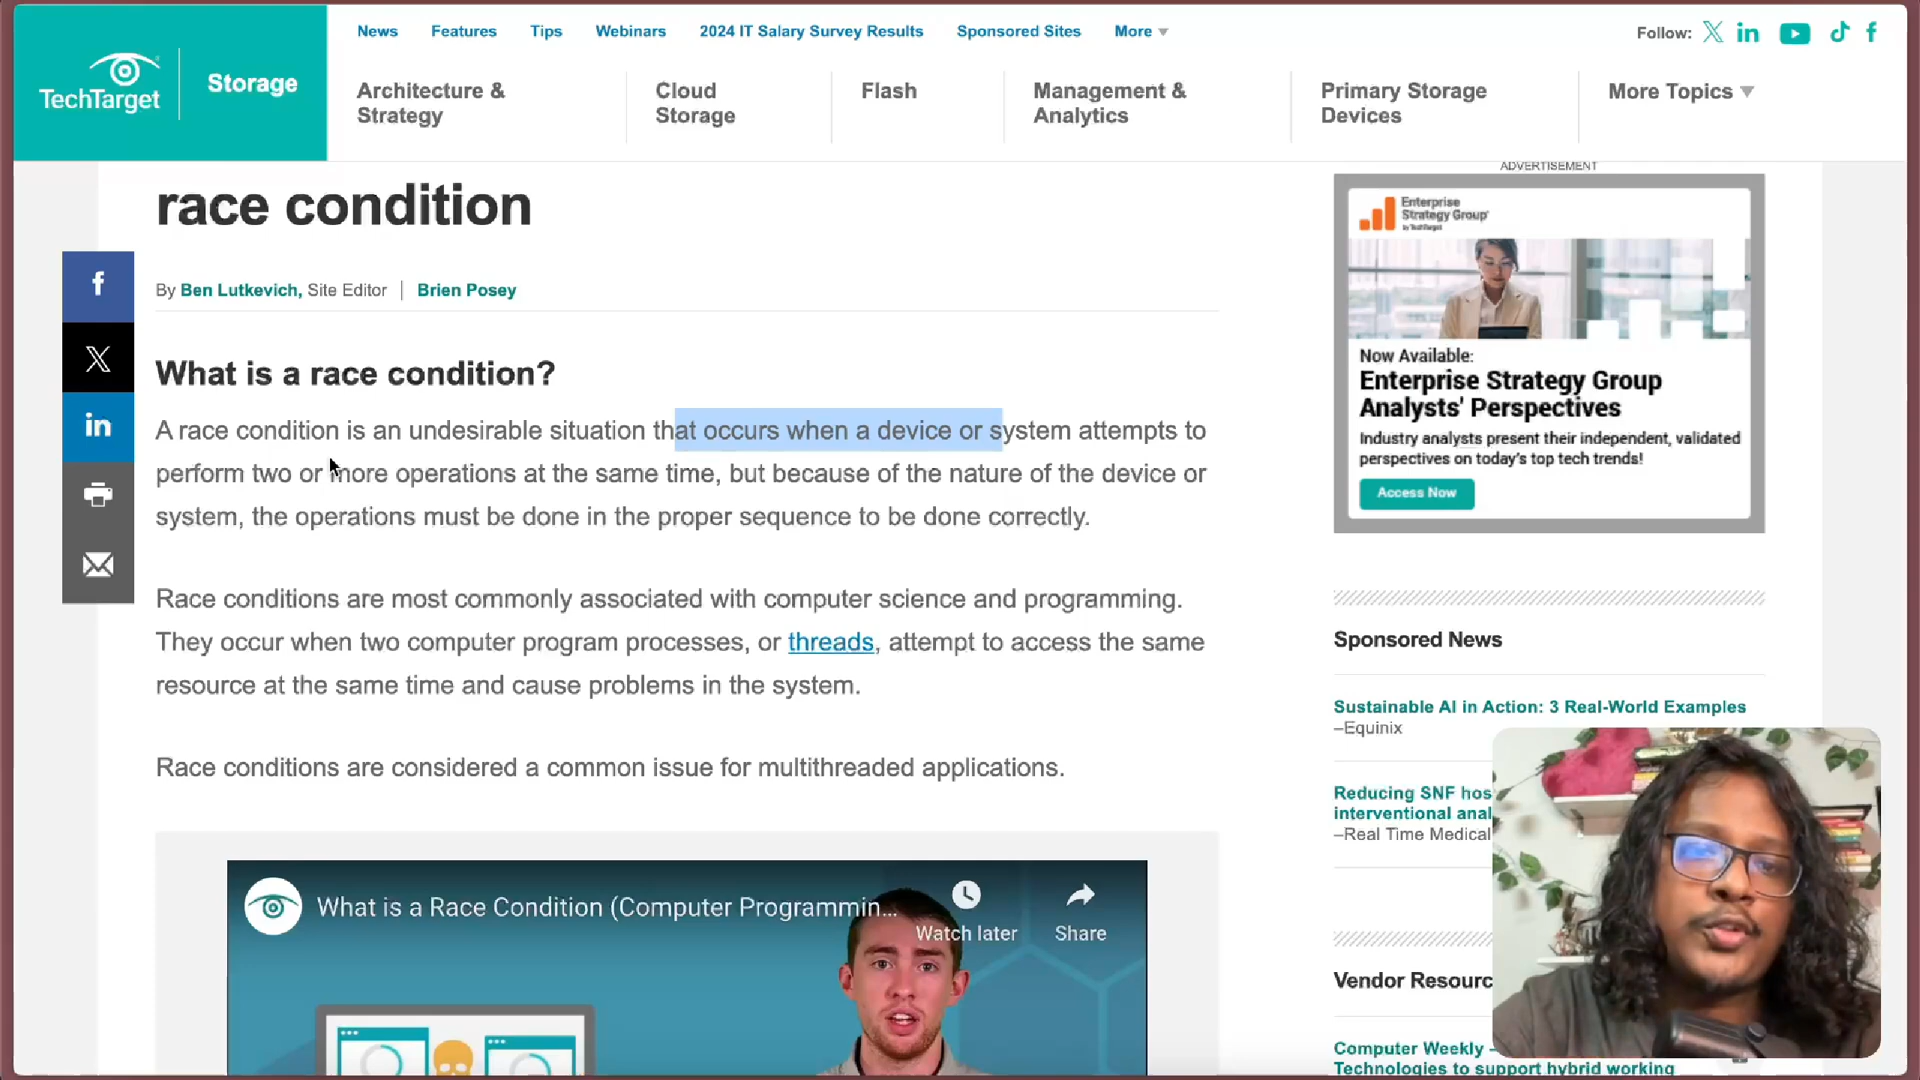 News Features Tips Webinars 2024 IT Salary Survey Results Sponsored Sites More
Follow:
TechTarget
Storage
Architecture &
Strategy
Cloud
Storage
Flash
Management &
Analytics
Primary Storage
Devices
More Topics
race condition
By Ben Lutkevich, Site Editor | Brien Posey
What is a race condition?
A race condition is an undesirable situation that occurs when a device or system attempts to
perform two or more operations at the same time, but because of the nature of the device or
system, the operations must be done in the proper sequence to be done correctly.
Race conditions are most commonly associated with computer science and programming.
They occur when two computer program processes, or threads, attempt to access the same
resource at the same time and cause problems in the system.
Race conditions are considered a common issue for multithreaded applications.
What is a Race Condition (Computer Programmin...
Watch later
Share
ADVERTISEMENT
Enterprise
Strategy Group
by TechTarget
Now Available:
Enterprise Strategy Group
Analysts' Perspectives
Industry analysts present their independent, validated
perspectives on today's top tech trends!
Access Now
Sponsored News
Sustainable AI in Action: 3 Real-World Examples
–Equinix
Reducing SNF hos
interventional anal
–Real Time Medical
Vendor Resourc
Computer Weekly –
Technologies to support hybrid working